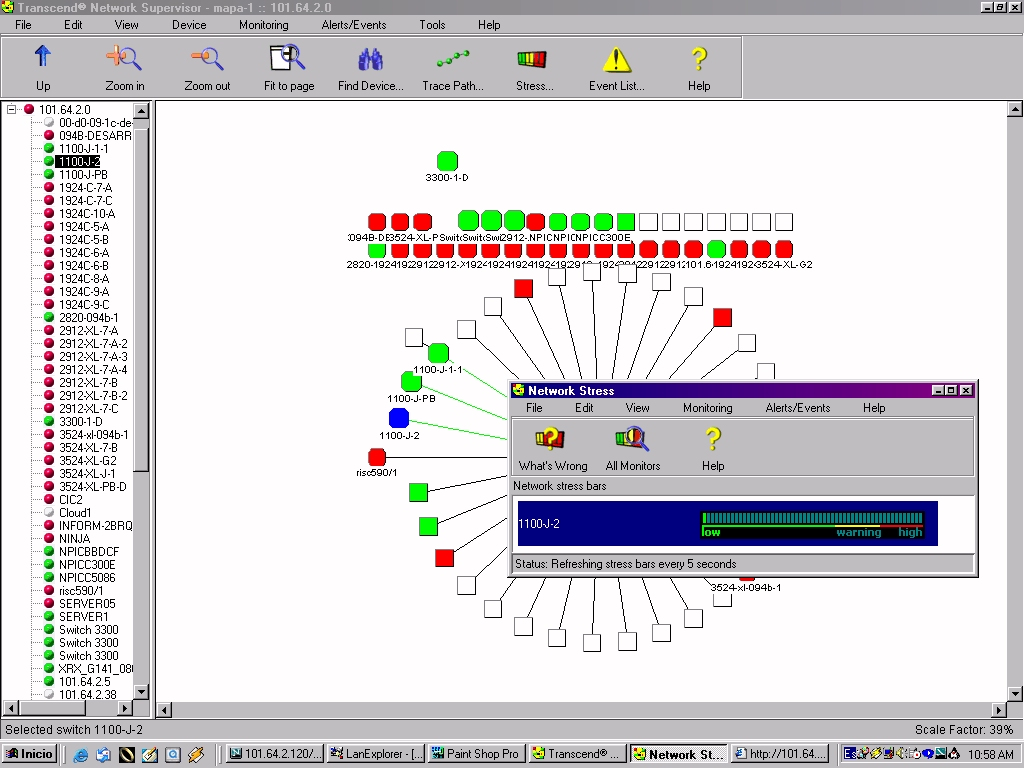 Transcend® Network Supervisor - mapa-1 :: 101.64.2.0
File Edit View Device Monitoring Alerts/Events Tools Help
Up Zoom in Zoom out Fit to page Find Device... Trace Path... Stress... Event List... Help
101.64.2.0
00-d0-09-1c-de-
094B-DESARR
1100-J-1-1
1100-J-2
1100-J-PB
1924-C-7-A
1924-C-7-C
1924C-10-A
1924C-5-A
1924C-5-B
1924C-6-A
1924C-6-B
1924C-8-A
1924C-9-A
1924C-9-C
2820-094b-1
2912-XL-7-A
2912-XL-7-A-2
2912-XL-7-A-3
2912-XL-7-A-4
2912-XL-7-B
2912-XL-7-B-2
2912-XL-7-C
3300-1-D
3524-xl-094b-1
3524-XL-7-B
3524-XL-G2
3524-XL-J-1
3524-XL-PB-D
CIC2
Cloud1
INFORM-2BRQ
NINJA
NPICBBDCF
NPICC300E
NPICC5086
risc590/1
SERVER05
SERVER1
Switch 3300
Switch 3300
Switch 3300
XRX_G141_080
101.64.2.5
101.64.2.38
3300-1-D
1100-J-1-1
1100-J-PB
1100-J-2
risc590/1
3524-xl-094b-1
Network Stress
File Edit View Monitoring Alerts/Events Help
What's Wrong All Monitors Help
Network stress bars
1100-J-2
low warning high
Status: Refreshing stress bars every 5 seconds
Selected switch 1100-J-2 Scale Factor: 39%
Inicio 101.64.2.120/... LanExplorer - [... Paint Shop Pro Transcend® ... Network St... http://101.64.... Es 10:58 AM